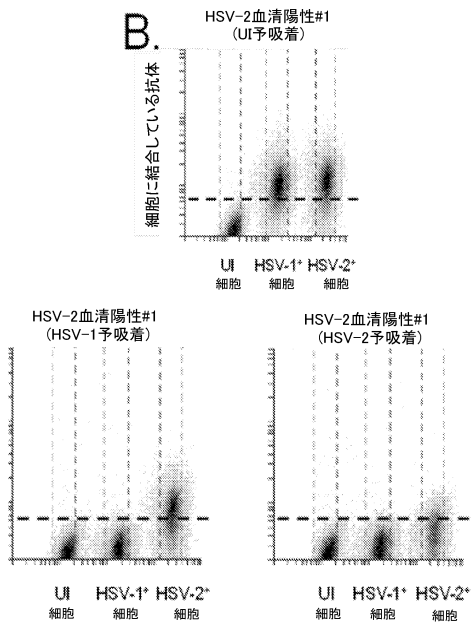 B.
HSV-2血清陽性#1
(UI予吸着)
細胞に結合している抗体
UI HSV-1⁺ HSV-2⁺
細胞 細胞 細胞
HSV-2血清陽性#1
(HSV-1予吸着)
UI HSV-1⁺ HSV-2⁺
細胞 細胞 細胞
HSV-2血清陽性#1
(HSV-2予吸着)
UI HSV-1⁺ HSV-2⁺
細胞 細胞 細胞